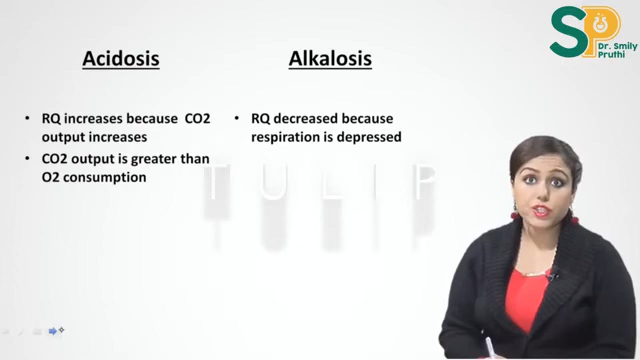 SP
Dr. Smily
Pruthi
Acidosis
Alkalosis
• RQ increases because CO2
output increases
• CO2 output is greater than
O2 consumption
• RQ decreased because
respiration is depressed
TULIP